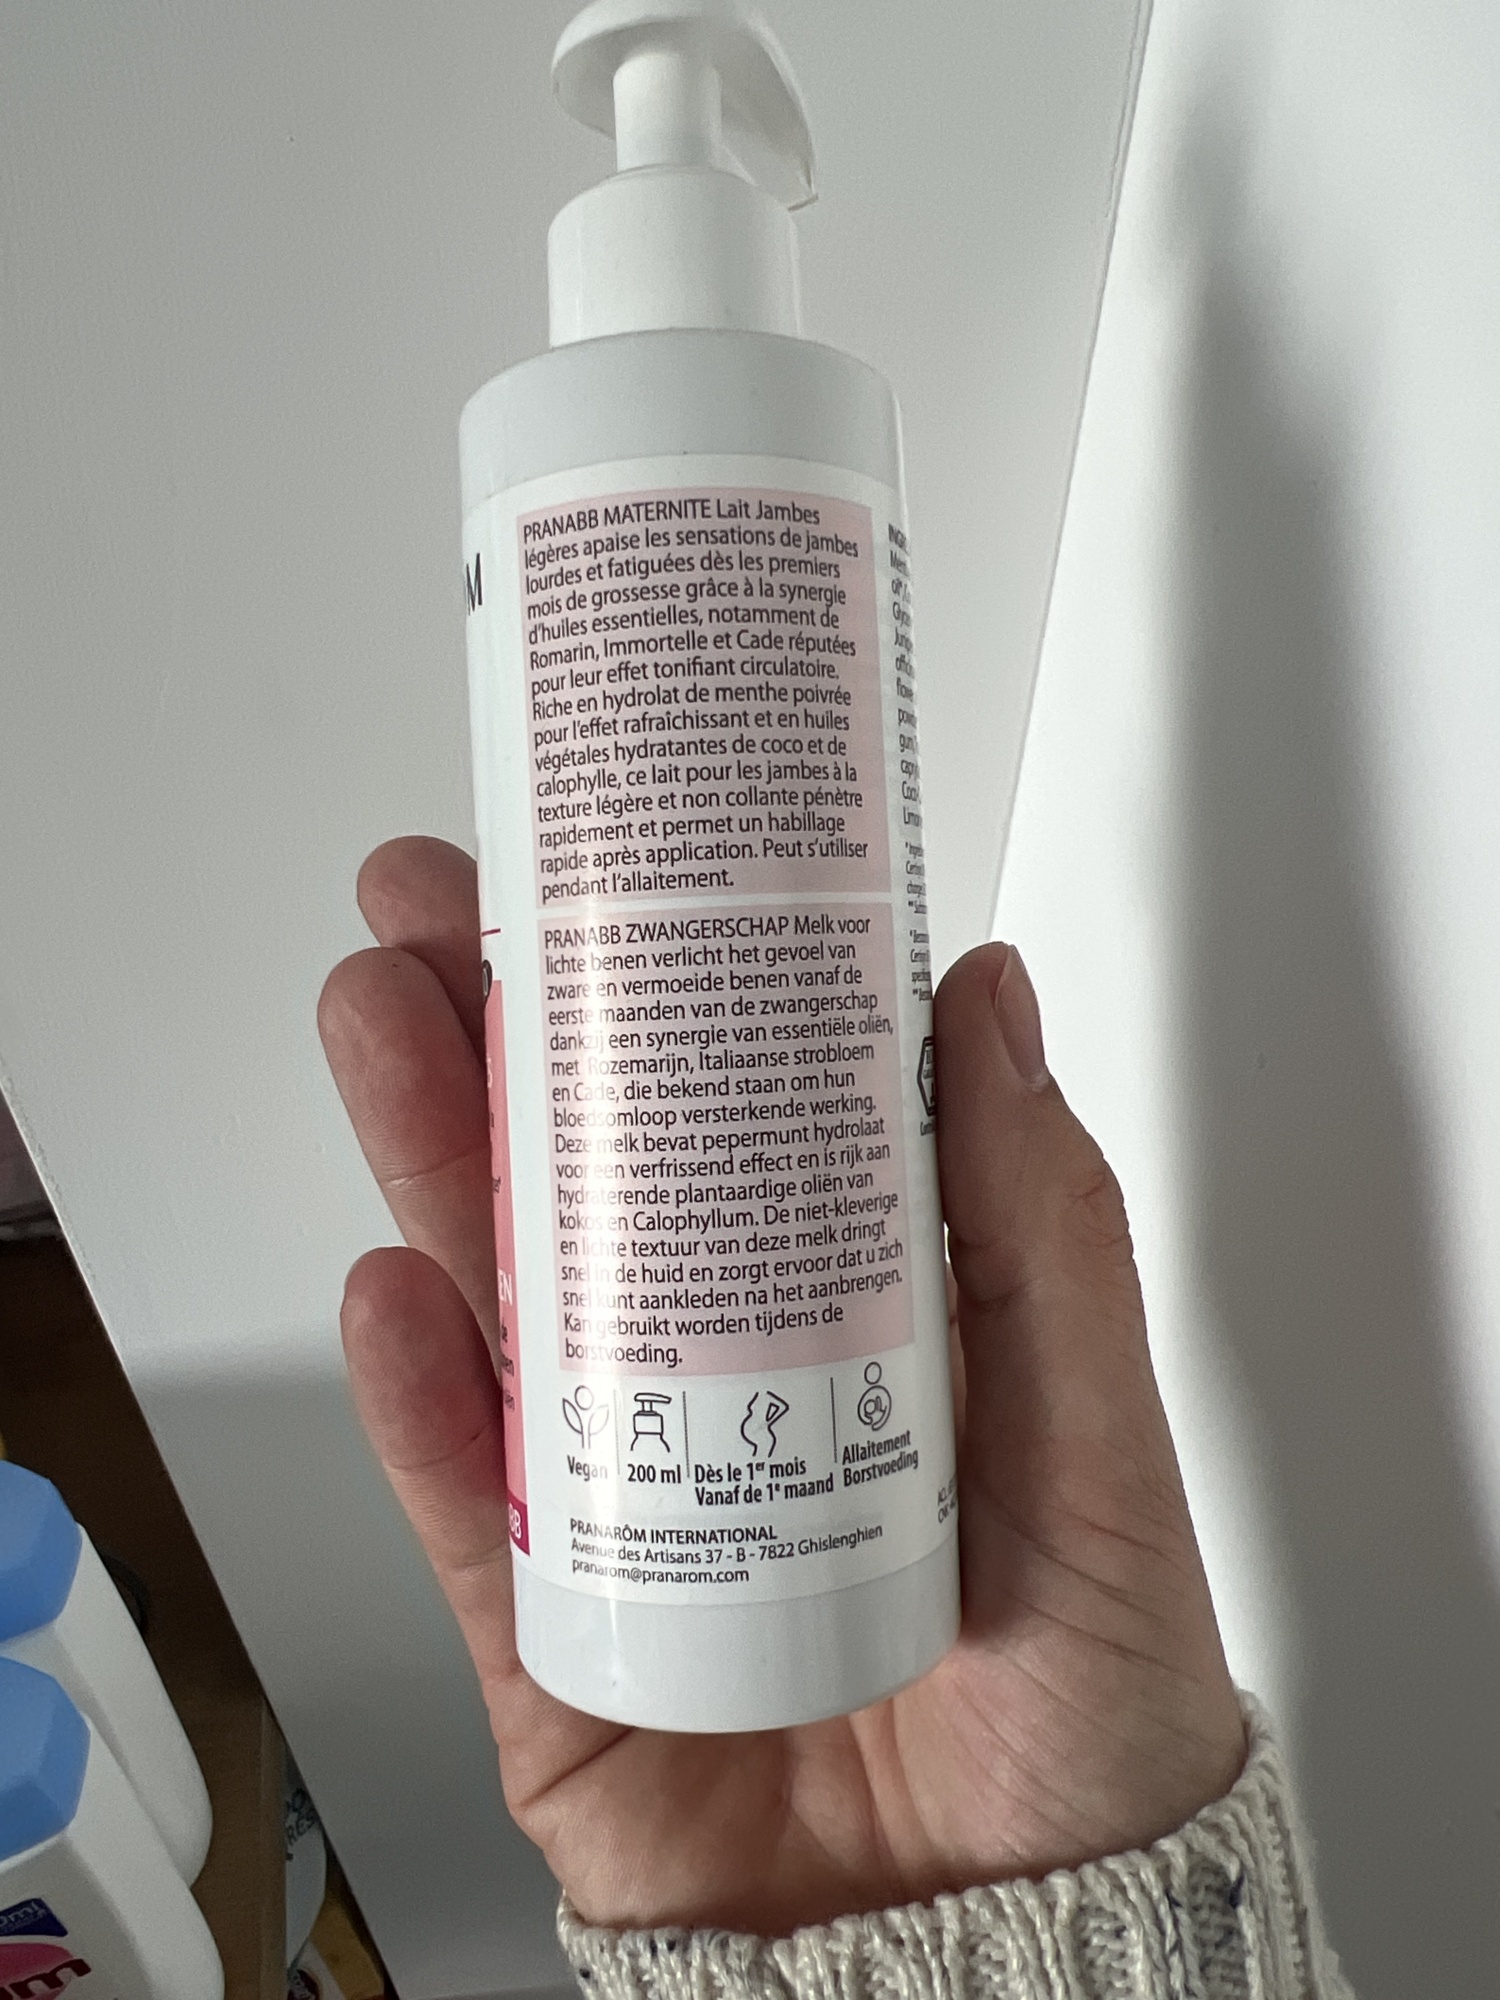 PRANABB MATERNITE Lait Jambes
légères apaise les sensations de jambes
lourdes et fatiguées dès les premiers
mois de grossesse grâce à la synergie
d'huiles essentielles, notamment de
Romarin, Immortelle et Cade réputées
pour leur effet tonifiant circulatoire.
Riche en hydrolat de menthe poivrée
pour l'effet rafraîchissant et en huiles
végétales hydratantes de coco et de
calophylle, ce lait pour les jambes à la
texture légère et non collante pénètre
rapidement et permet un habillage
rapide après application. Peut s'utiliser
pendant l'allaitement.
PRANABB ZWANGERSCHAP Melk voor
lichte benen verlicht het gevoel van
zware en vermoeide benen vanaf de
eerste maanden van de zwangerschap
dankzij een synergie van essentiële oliën,
met Rozemarijn, Italiaanse strobloem
en Cade, die bekend staan om hun
bloedsomloop versterkende werking.
Deze melk bevat pepermunt hydrolaat
voor een verfrissend effect en is rijk aan
hydraterende plantaardige oliën van
kokos en Calophyllum. De niet-kleverige
en lichte textuur van deze melk dringt
snel in de huid en zorgt ervoor dat u zich
snel kunt aankleden na het aanbrengen.
Kan gebruikt worden tijdens de
borstvoeding.
Vegan
200 ml
Dès le 1er mois
Vanaf de 1e maand
Allaitement
Borstvoeding
PRANARÔM INTERNATIONAL
Avenue des Artisans 37 - B - 7822 Ghislenghien
pranarom@pranarom.com